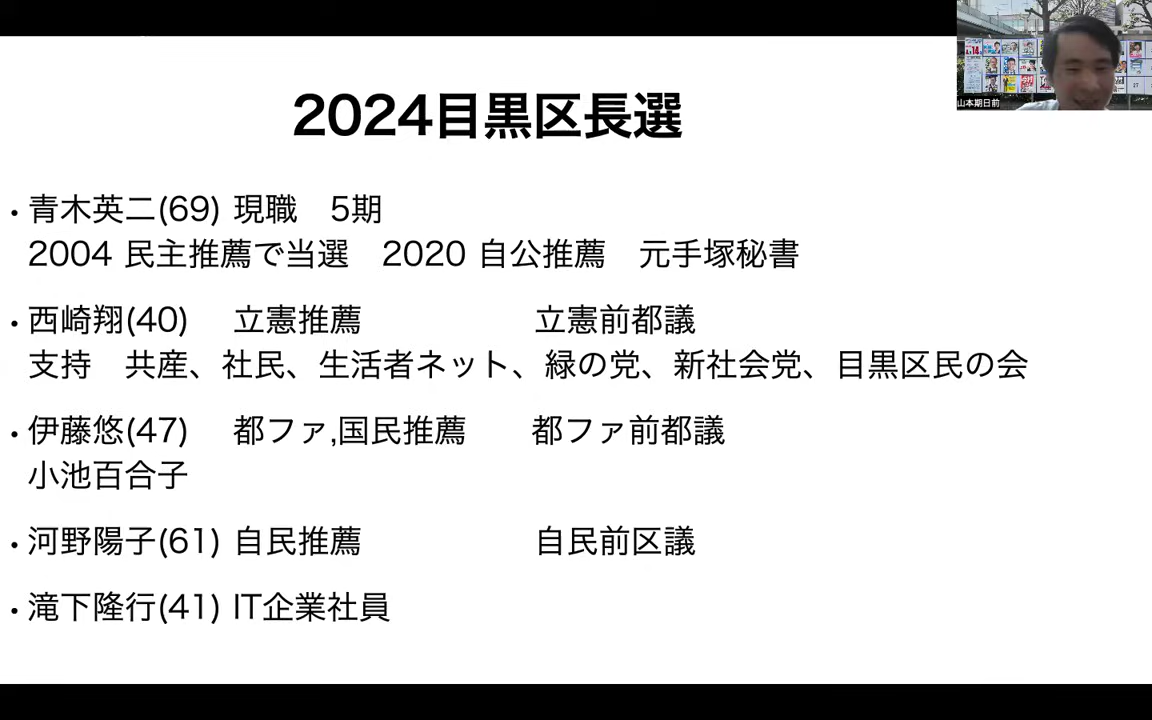 2024目黒区長選
山本期日前
・青木英二(69) 現職　5期
2004 民主推薦で当選　2020 自公推薦　元手塚秘書
・西崎翔(40)　立憲推薦　立憲前都議
支持　共産、社民、生活者ネット、緑の党、新社会党、目黒区民の会
・伊藤悠(47)　都ファ,国民推薦　都ファ前都議
小池百合子
・河野陽子(61) 自民推薦　自民前区議
・滝下隆行(41) IT企業社員